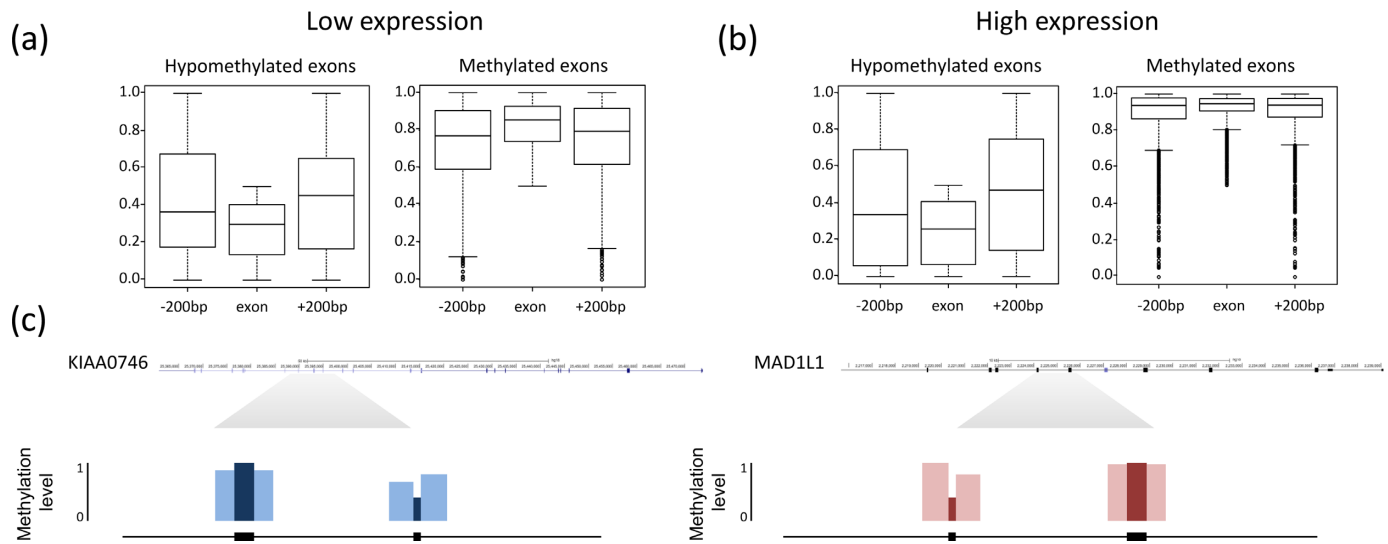 Low expression
High expression
(a)
(b)
Hypomethylated exons
Methylated exons
Hypomethylated exons
Methylated exons
1.0
0.8
0.6
0.4
0.2
0.0
1.0
0.8
0.6
0.4
0.2
0.0
1.0
0.8
0.6
0.4
0.2
0.0
1.0
0.8
0.6
0.4
0.2
0.0
-200bp exon +200bp
-200bp exon +200bp
-200bp exon +200bp
-200bp exon +200bp
(c)
KIAA0746
MAD1L1
Methylation
level
1
0
Methylation
level
1
0